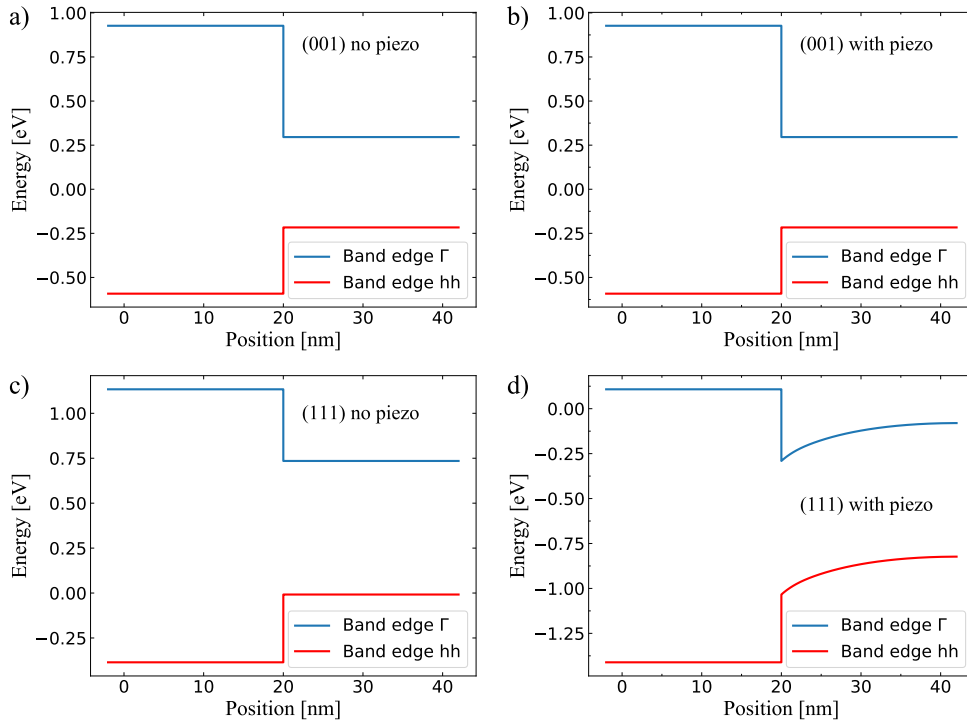 a)
1.00
0.75
0.50
0.25
0.00
−0.25
−0.50
Energy [eV]
(001) no piezo
Band edge Γ
Band edge hh
0
10
20
30
40
Position [nm]
b)
1.00
0.75
0.50
0.25
0.00
−0.25
−0.50
Energy [eV]
(001) with piezo
Band edge Γ
Band edge hh
0
10
20
30
40
Position [nm]
c)
1.00
0.75
0.50
0.25
0.00
−0.25
Energy [eV]
(111) no piezo
Band edge Γ
Band edge hh
0
10
20
30
40
Position [nm]
d)
0.00
−0.25
−0.50
−0.75
−1.00
−1.25
Energy [eV]
(111) with piezo
Band edge Γ
Band edge hh
0
10
20
30
40
Position [nm]